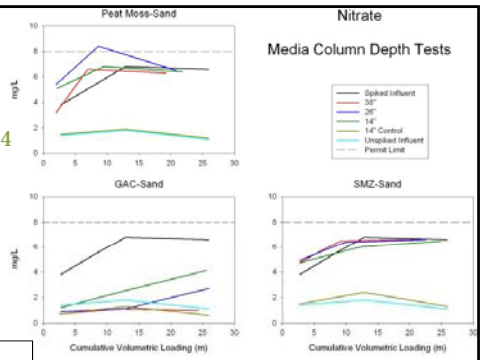 Peat Moss-Sand
Nitrate
Media Column Depth Tests
10
8
6
4
2
0
mg/L
0 5 10 15 20 25 30
4
Spiked Influent
36"
26"
14"
14" Control
Unspiked Influent
Permit Limit
GAC-Sand
SMZ-Sand
10
8
6
4
2
0
mg/L
0 5 10 15 20 25 30
Cumulative Volumetric Loading (m)
10
8
6
4
2
0
0 5 10 15 20 25 30
Cumulative Volumetric Loading (m)